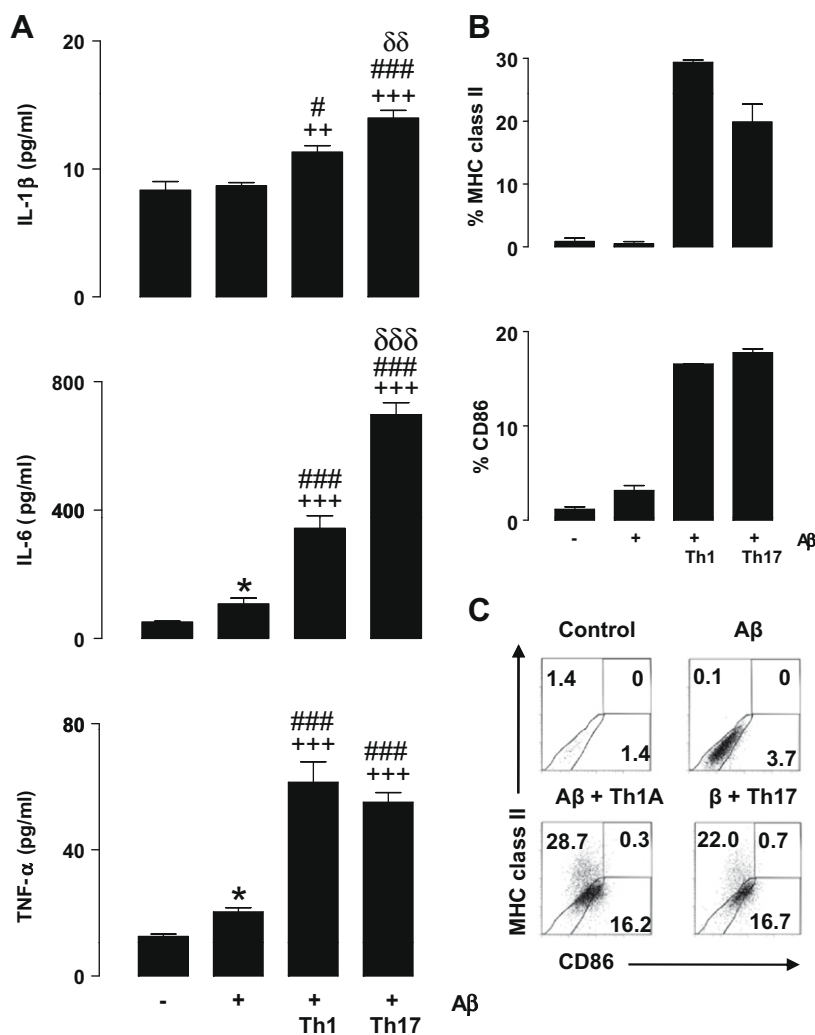 A
IL-1β (pg/ml)
20
10
0
#
++
δδ
###
+++
IL-6 (pg/ml)
800
400
0
*
###
+++
δδδ
###
+++
TNF-α (pg/ml)
80
40
0
*
###
+++
###
+++
- + + + Aβ
Th1 Th17
B
% MHC class II
30
20
10
0
% CD86
20
10
0
- + + + Aβ
Th1 Th17
C
Control Aβ
1.4 0 0.1 0
1.4 3.7
Aβ + Th1A β + Th17
28.7 0.3 22.0 0.7
16.2 16.7
MHC class II
CD86